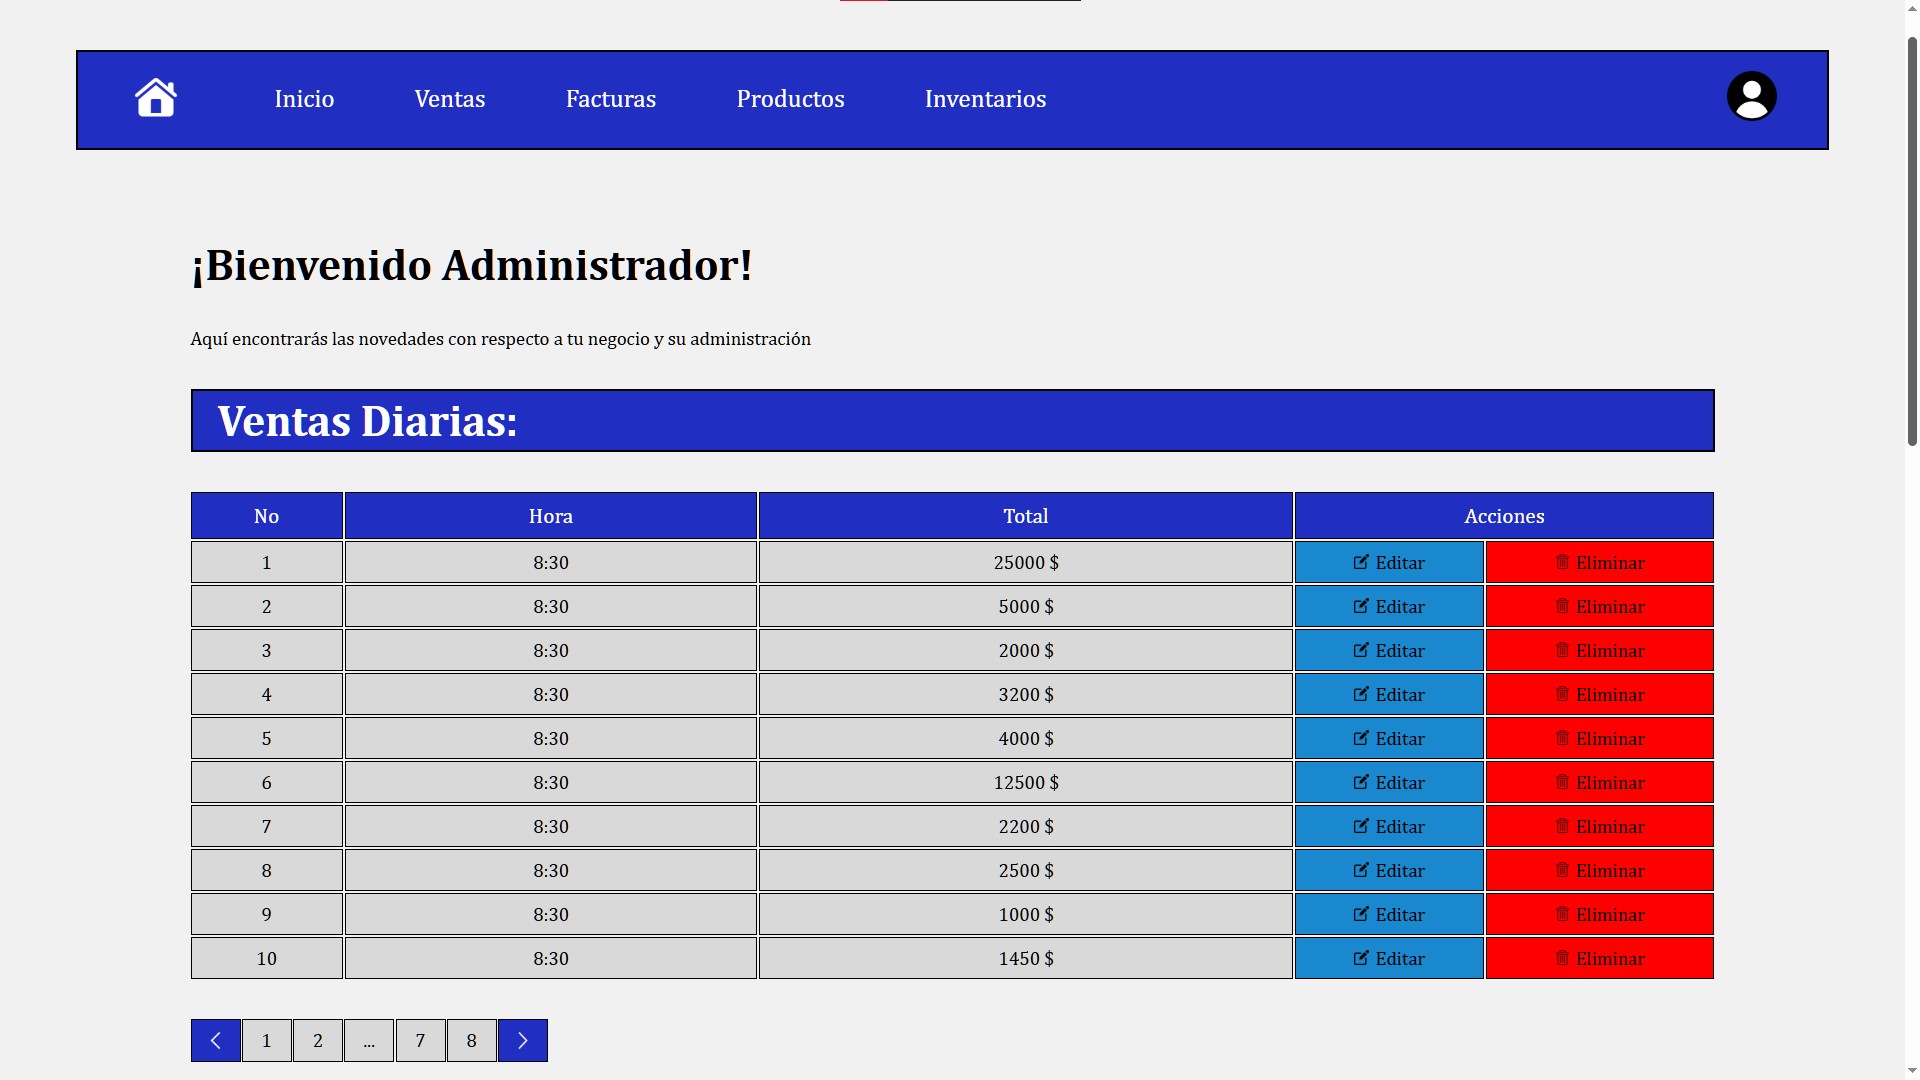 Inicio Ventas Facturas Productos Inventarios
¡Bienvenido Administrador!
Aquí encontrarás las novedades con respecto a tu negocio y su administración
Ventas Diarias:
No Hora Total Acciones
1 8:30 25000 $ Editar Eliminar
2 8:30 5000 $ Editar Eliminar
3 8:30 2000 $ Editar Eliminar
4 8:30 3200 $ Editar Eliminar
5 8:30 4000 $ Editar Eliminar
6 8:30 12500 $ Editar Eliminar
7 8:30 2200 $ Editar Eliminar
8 8:30 2500 $ Editar Eliminar
9 8:30 1000 $ Editar Eliminar
10 8:30 1450 $ Editar Eliminar
1 2 ... 7 8